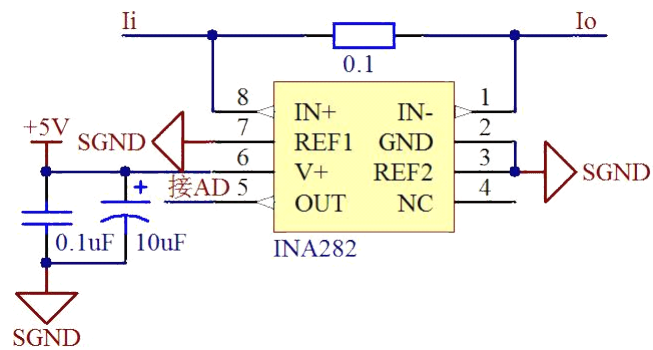 Ii
Io
0.1
8
IN+
IN-
1
+5V
SGND
7
REF1
GND
2
6
V+
REF2
3
SGND
接AD
5
OUT
NC
4
0.1uF
+
10uF
INA282
SGND